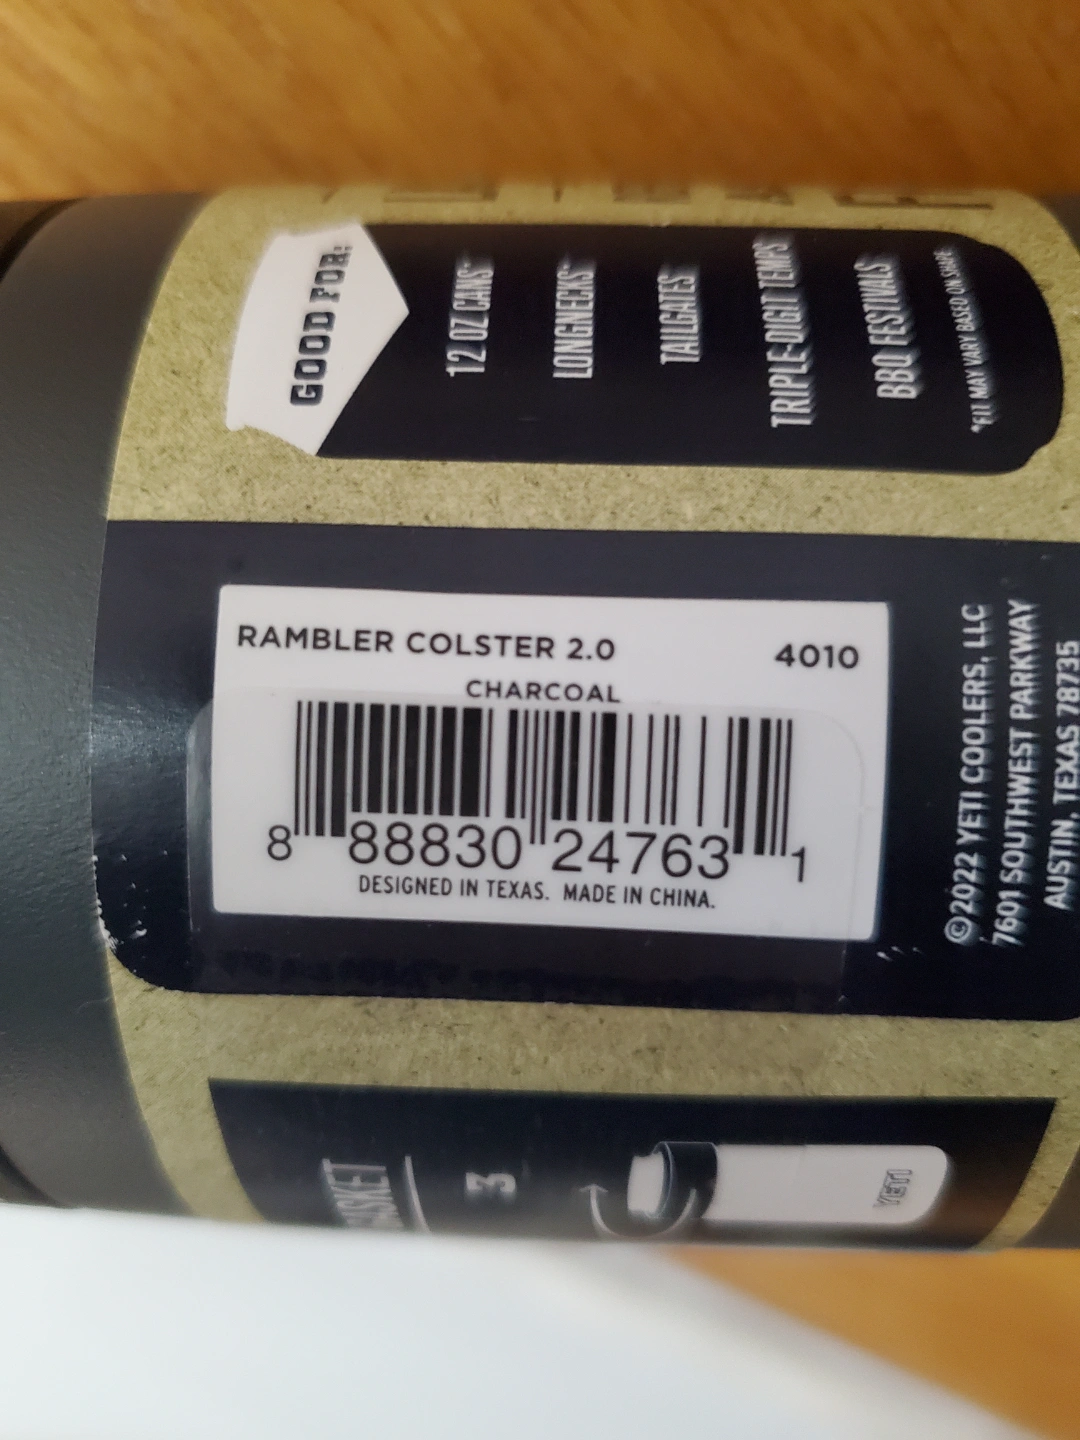 GOOD FOR:
12 OZ CANS*
LONGNECKS*
TAILGATES
TRIPLE-DIGIT TEMPS
BBQ FESTIVALS
*FIT MAY VARY BASED ON SHAPE
RAMBLER COLSTER 2.0 4010
CHARCOAL
8 88830 24763 1
DESIGNED IN TEXAS. MADE IN CHINA.
©2022 YETI COOLERS, LLC
7601 SOUTHWEST PARKWAY
AUSTIN, TEXAS 78735
3
YETI